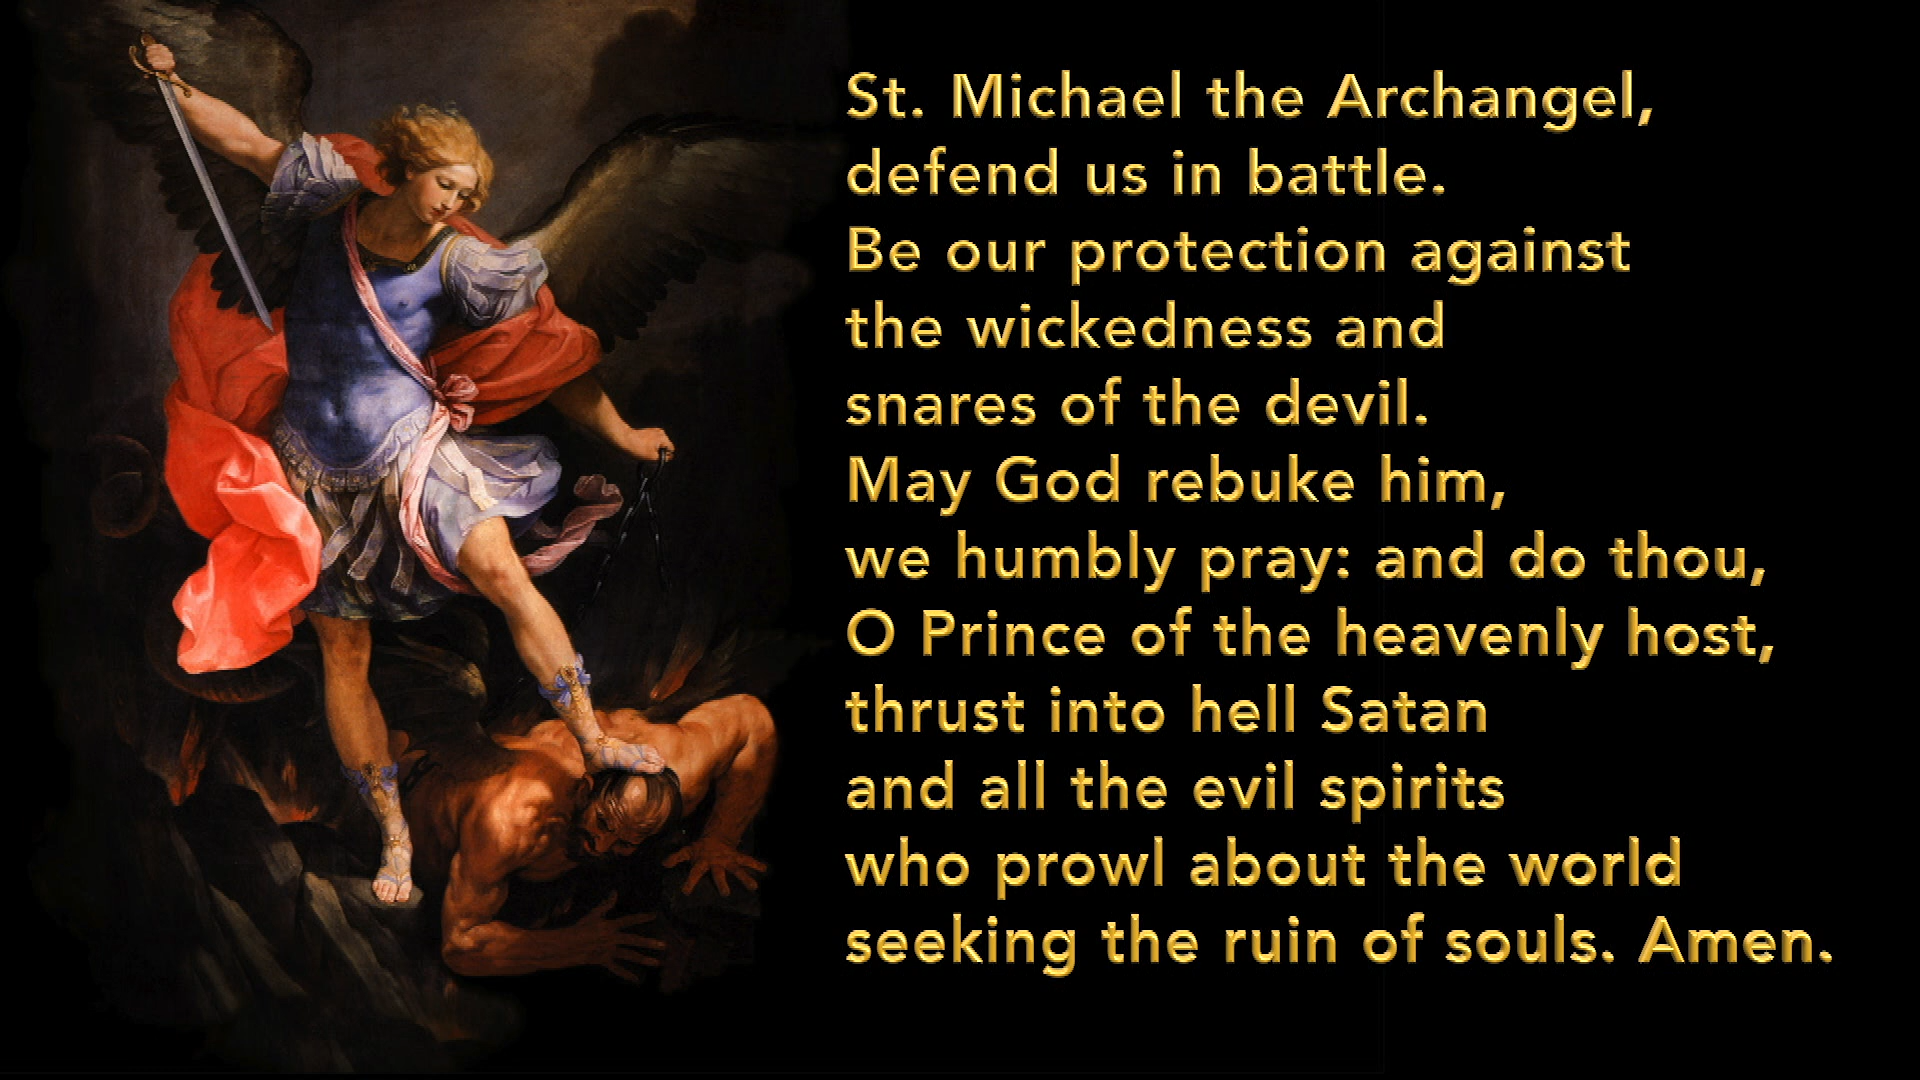 St. Michael the Archangel,
defend us in battle.
Be our protection against
the wickedness and
snares of the devil.
May God rebuke him,
we humbly pray: and do thou,
O Prince of the heavenly host,
thrust into hell Satan
and all the evil spirits
who prowl about the world
seeking the ruin of souls. Amen.